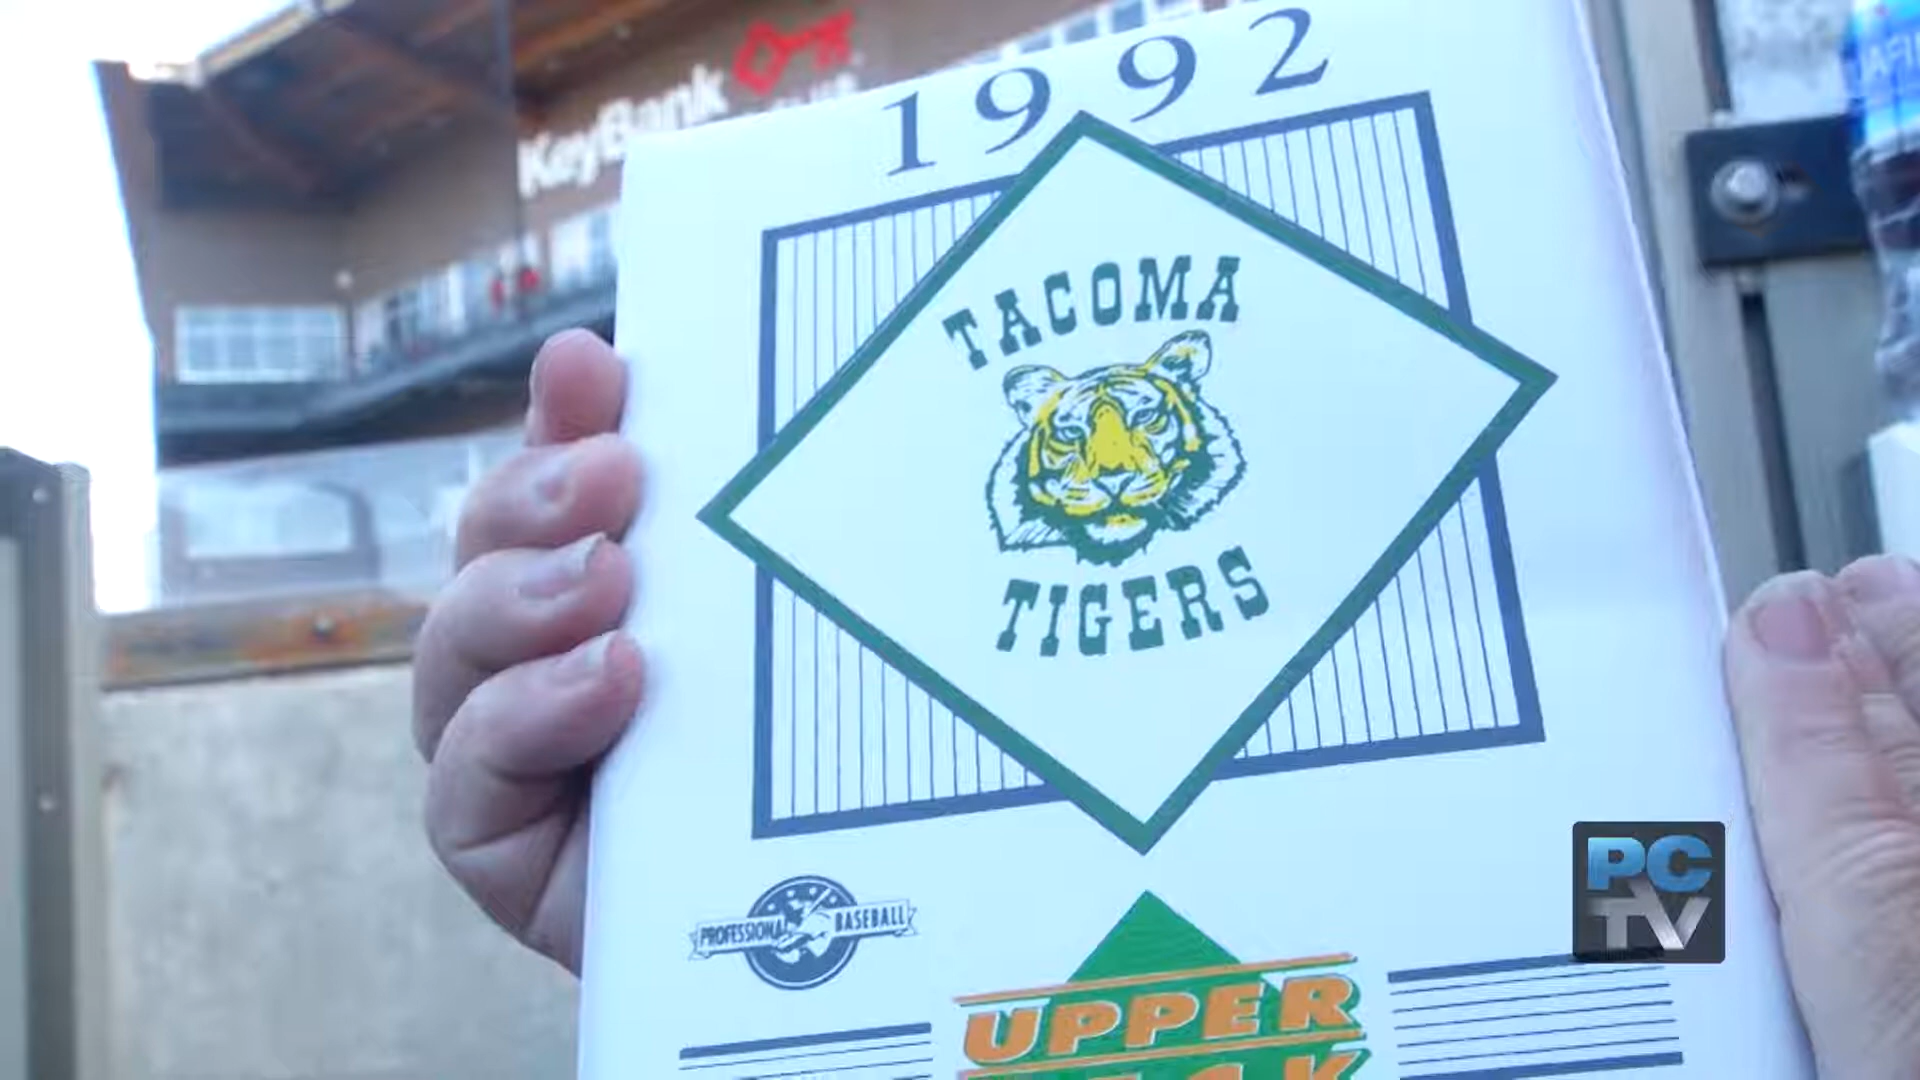 1992
KeyBank
TACOMA
TIGERS
PROFESSIONAL BASEBALL
UPPER
PC
TV